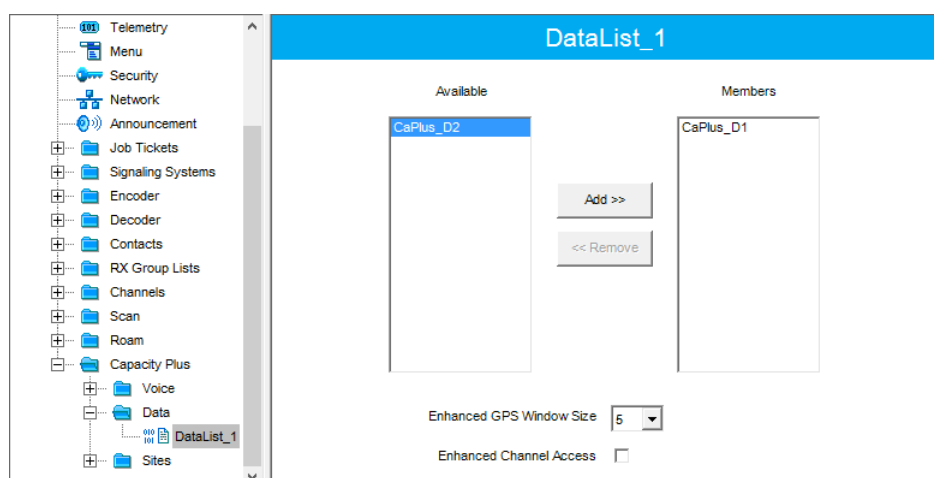 Telemetry
Menu
Security
Network
Announcement
Job Tickets
Signaling Systems
Encoder
Decoder
Contacts
RX Group Lists
Channels
Scan
Roam
Capacity Plus
Voice
Data
DataList_1
Sites
DataList_1
Available
Members
CaPlus_D2
CaPlus_D1
Add >>
<< Remove
Enhanced GPS Window Size 5
Enhanced Channel Access